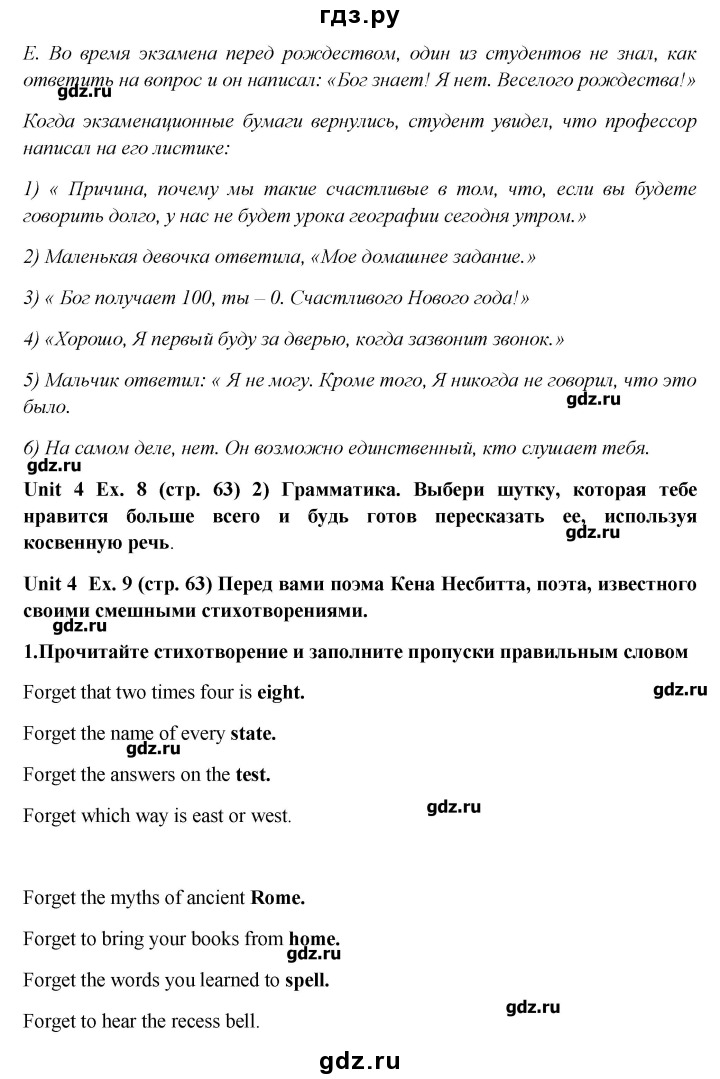 гдз.ру
Е. Во время экзамена перед рождеством, один из студентов не знал, как
ответить на вопрос и он написал: «Бог знает! Я нет. Веселого рождества!»
gdz.ru
Когда экзаменационные бумаги вернулись, студент увидел, что профессор
написал на его листике:
1) « Причина, почему мы такие счастливые в том, что, если вы будете
говорить долго, у нас не будет урока географии сегодня утром.»
2) Маленькая девочка ответила, «Мое домашнее задание.»
3) « Бог получает 100, ты – 0. Счастливого Нового года!»
4) «Хорошо, Я первый буду за дверью, когда зазвонит звонок.»
5) Мальчик ответил: « Я не могу. Кроме того, Я никогда не говорил, что это
было.
gdz.ru
6) На самом деле, нет. Он возможно единственный, кто слушает тебя.
gdz.ru
Unit 4 Ex. 8 (стр. 63) 2) Грамматика. Выбери шутку, которая тебе
нравится больше всего и будь готов пересказать ее, используя
косвенную речь.
gdz.ru
Unit 4 Ex. 9 (стр. 63) Перед вами поэма Кена Несбитта, поэта, известного
своими смешными стихотворениями.
gdz.ru
1.Прочитайте стихотворение и заполните пропуски правильным словом
Forget that two times four is eight.
gdz.ru
Forget the name of every state.
gdz.ru
Forget the answers on the test.
Forget which way is east or west.
gdz.ru
Forget the myths of ancient Rome.
Forget to bring your books from home.
gdz.ru
Forget the words you learned to spell.
Forget to hear the recess bell.
gdz.ru
gdz.ru